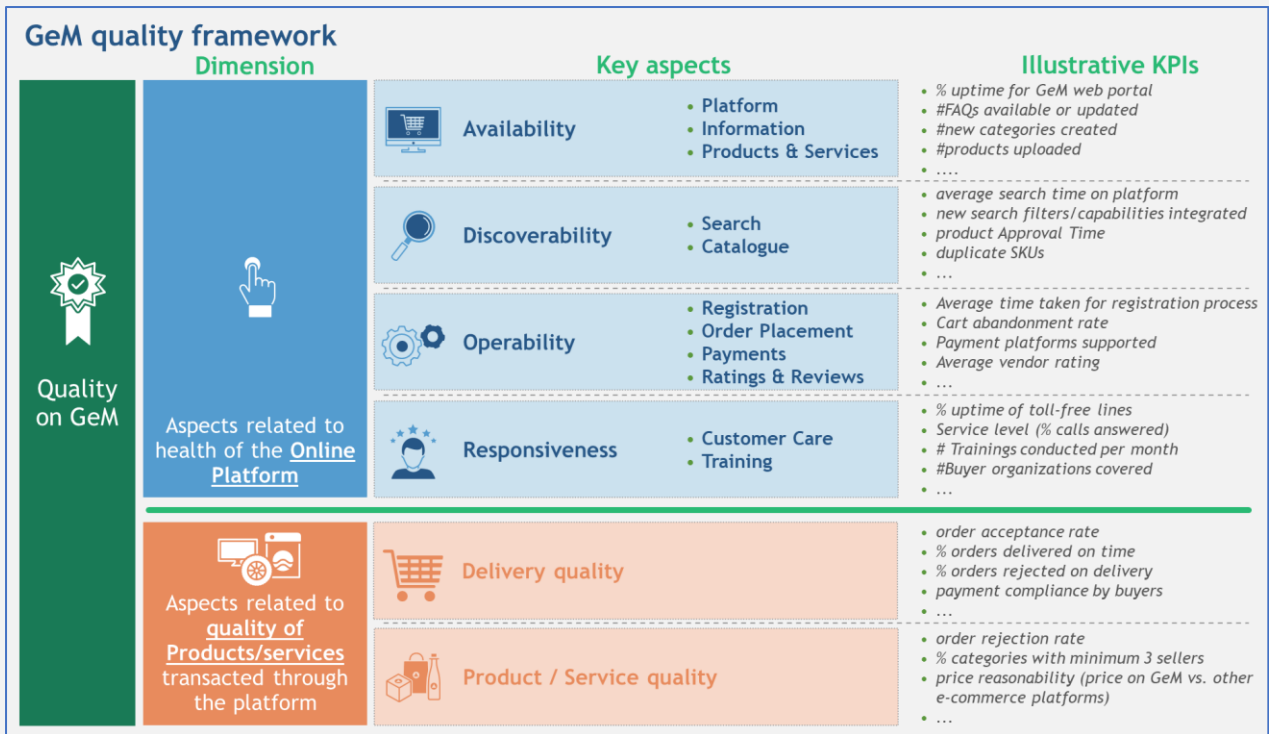 GeM quality framework
Dimension
Key aspects
Illustrative KPIs
Quality
on GeM
Aspects related to
health of the Online
Platform
Availability
• Platform
• Information
• Products & Services
• % uptime for GeM web portal
• #FAQs available or updated
• #new categories created
• #products uploaded
• ....
Discoverability
• Search
• Catalogue
• average search time on platform
• new search filters/capabilities integrated
• product Approval Time
• duplicate SKUs
• ...
Operability
• Registration
• Order Placement
• Payments
• Ratings & Reviews
• Average time taken for registration process
• Cart abandonment rate
• Payment platforms supported
• Average vendor rating
• ...
Responsiveness
• Customer Care
• Training
• % uptime of toll-free lines
• Service level (% calls answered)
• # Trainings conducted per month
• #Buyer organizations covered
• ...
Aspects related to
quality of
Products/services
transacted through
the platform
Delivery quality
• order acceptance rate
• % orders delivered on time
• % orders rejected on delivery
• payment compliance by buyers
• ...
Product / Service quality
• order rejection rate
• % categories with minimum 3 sellers
• price reasonability (price on GeM vs. other
e-commerce platforms)
• ...